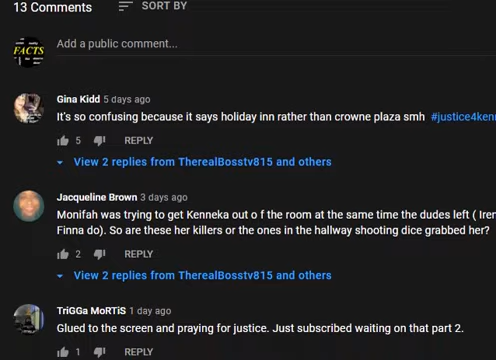 13 Comments
SORT BY
FACTS
Add a public comment...
Gina Kidd 5 days ago
It's so confusing because it says holiday inn rather than crowne plaza smh #justice4kenn
5 REPLY
View 2 replies from TherealBosstv815 and others
Jacqueline Brown 3 days ago
Monifah was trying to get Kenneka out o f the room at the same time the dudes left ( Iren
Finna do). So are these her killers or the ones in the hallway shooting dice grabbed her?
2 REPLY
View 2 replies from TherealBosstv815 and others
TriGGa MoRTiS 1 day ago
Glued to the screen and praying for justice. Just subscribed waiting on that part 2.
1 REPLY